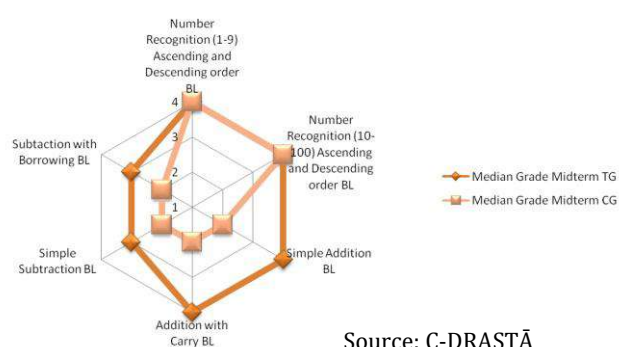 Number
Recognition (1-9)
Ascending and
Descending order
BL
4
3
2
1
Number
Recognition (10-
100) Ascending
and Descending
order BL
Simple Addition
BL
Addition with
Carry BL
Simple
Subtraction BL
Subtaction with
Borrowing BL
Median Grade Midterm TG
Median Grade Midterm CG
Source: C-DRASTĀ